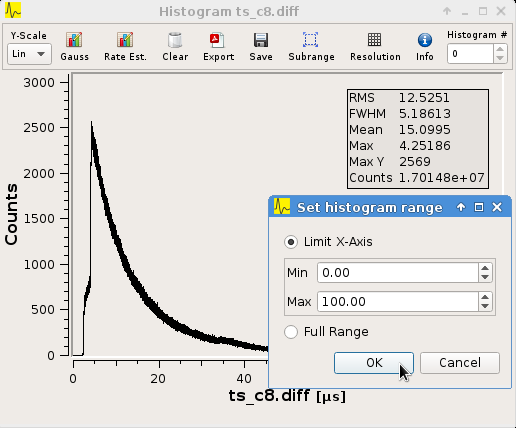 Histogram ts_c8.diff
Y-Scale
Lin
Gauss
Rate Est.
Clear
Export
Save
Subrange
Resolution
Info
Histogram #
0
3000
2500
2000
1500
1000
500
0
Counts
RMS 12.5251
FWHM 5.18613
Mean 15.0995
Max 4.25186
Max Y 2569
Counts 1.70148e+07
0 20 40
ts_c8.diff [µs]
Set histogram range
Limit X-Axis
Min 0.00
Max 100.00
Full Range
OK Cancel